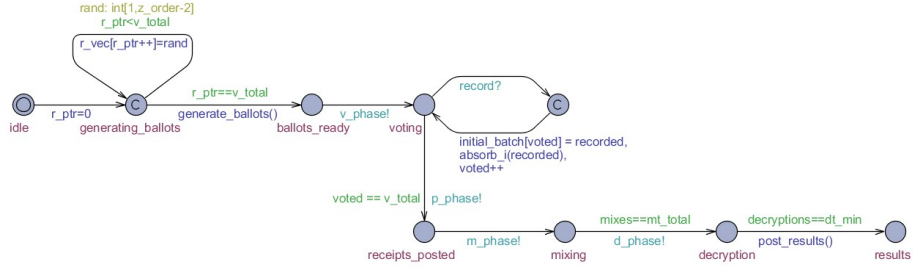 rand: int[1,z_order-2]
r_ptr<v_total
r_vec[r_ptr++]=rand
r_ptr==v_total
record?
C
C
r_ptr=0
generate_ballots()
v_phase!
idle
generating_ballots
ballots_ready
voting
initial_batch[voted] = recorded,
absorb_i(recorded),
voted++
voted == v_total
p_phase!
mixes==mt_total
decryptions==dt_min
m_phase!
d_phase!
post_results()
receipts_posted
mixing
decryption
results